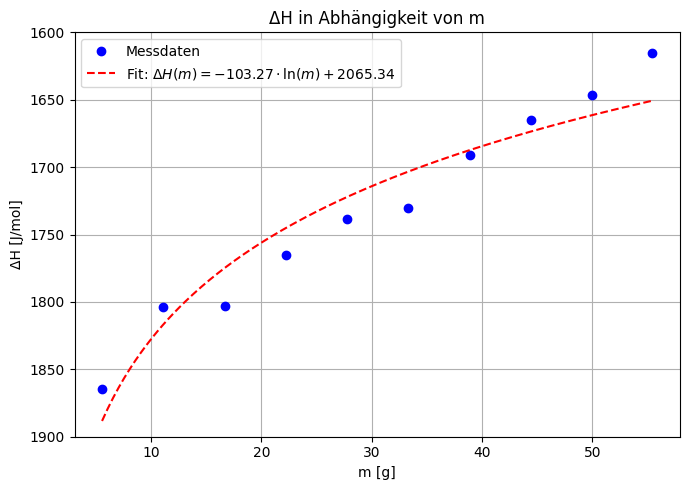 ΔH in Abhängigkeit von m
Messdaten
Fit: ΔH(m) = −103.27 · ln(m) + 2065.34
1600
1650
1700
1750
1800
1850
1900
ΔH [J/mol]
10 20 30 40 50
m [g]